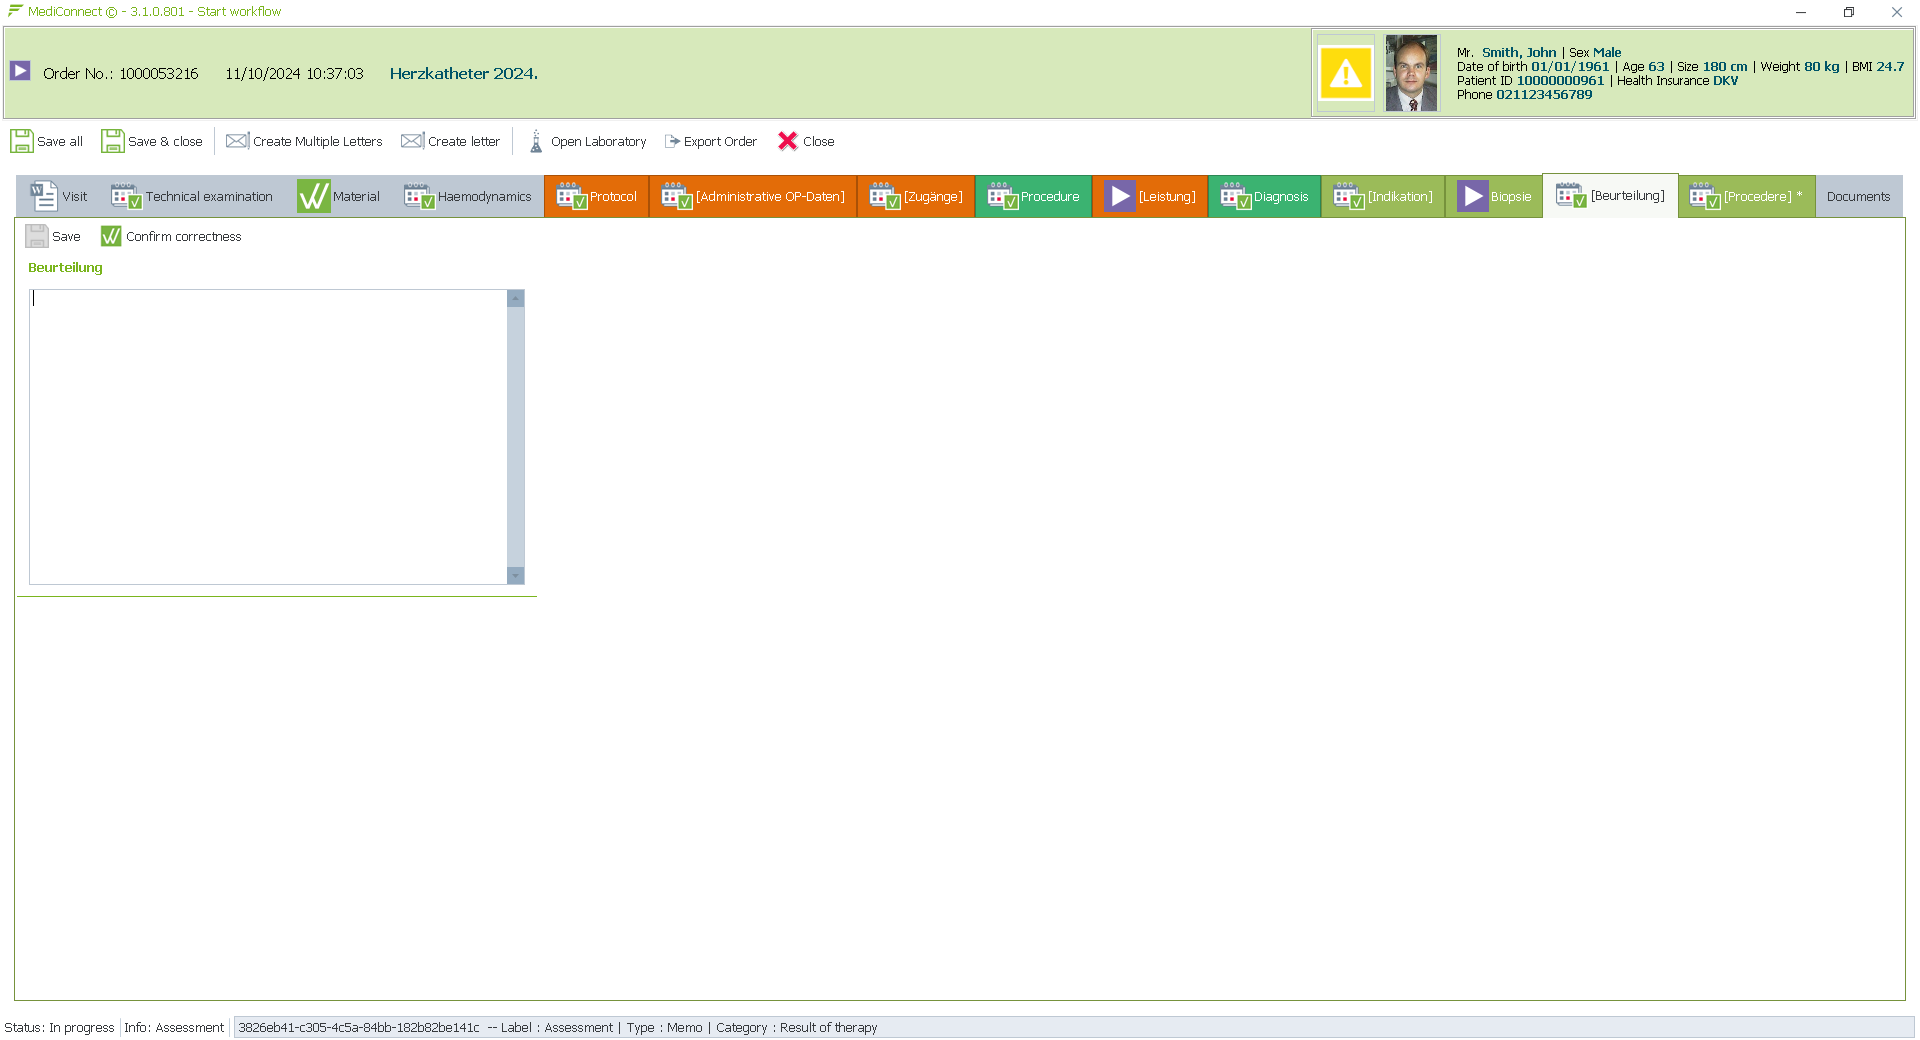 MediConnect © - 3.1.0.801 - Start workflow
Order No.: 1000053216 11/10/2024 10:37:03 Herzkatheter 2024.
Mr. Smith, John | Sex Male
Date of birth 01/01/1961 | Age 63 | Size 180 cm | Weight 80 kg | BMI 24.7
Patient ID 10000000961 | Health Insurance DKV
Phone 021123456789
Save all Save & close Create Multiple Letters Create letter Open Laboratory Export Order Close
Visit Technical examination Material Haemodynamics Protocol [Administrative OP-Daten] [Zugänge] Procedure [Leistung] Diagnosis [Indikation] Biopsie [Beurteilung] [Procedere] * Documents
Save Confirm correctness
Beurteilung
Status: In progress Info: Assessment 3826eb41-c305-4c5a-84bb-182b82be141c -- Label : Assessment | Type : Memo | Category : Result of therapy